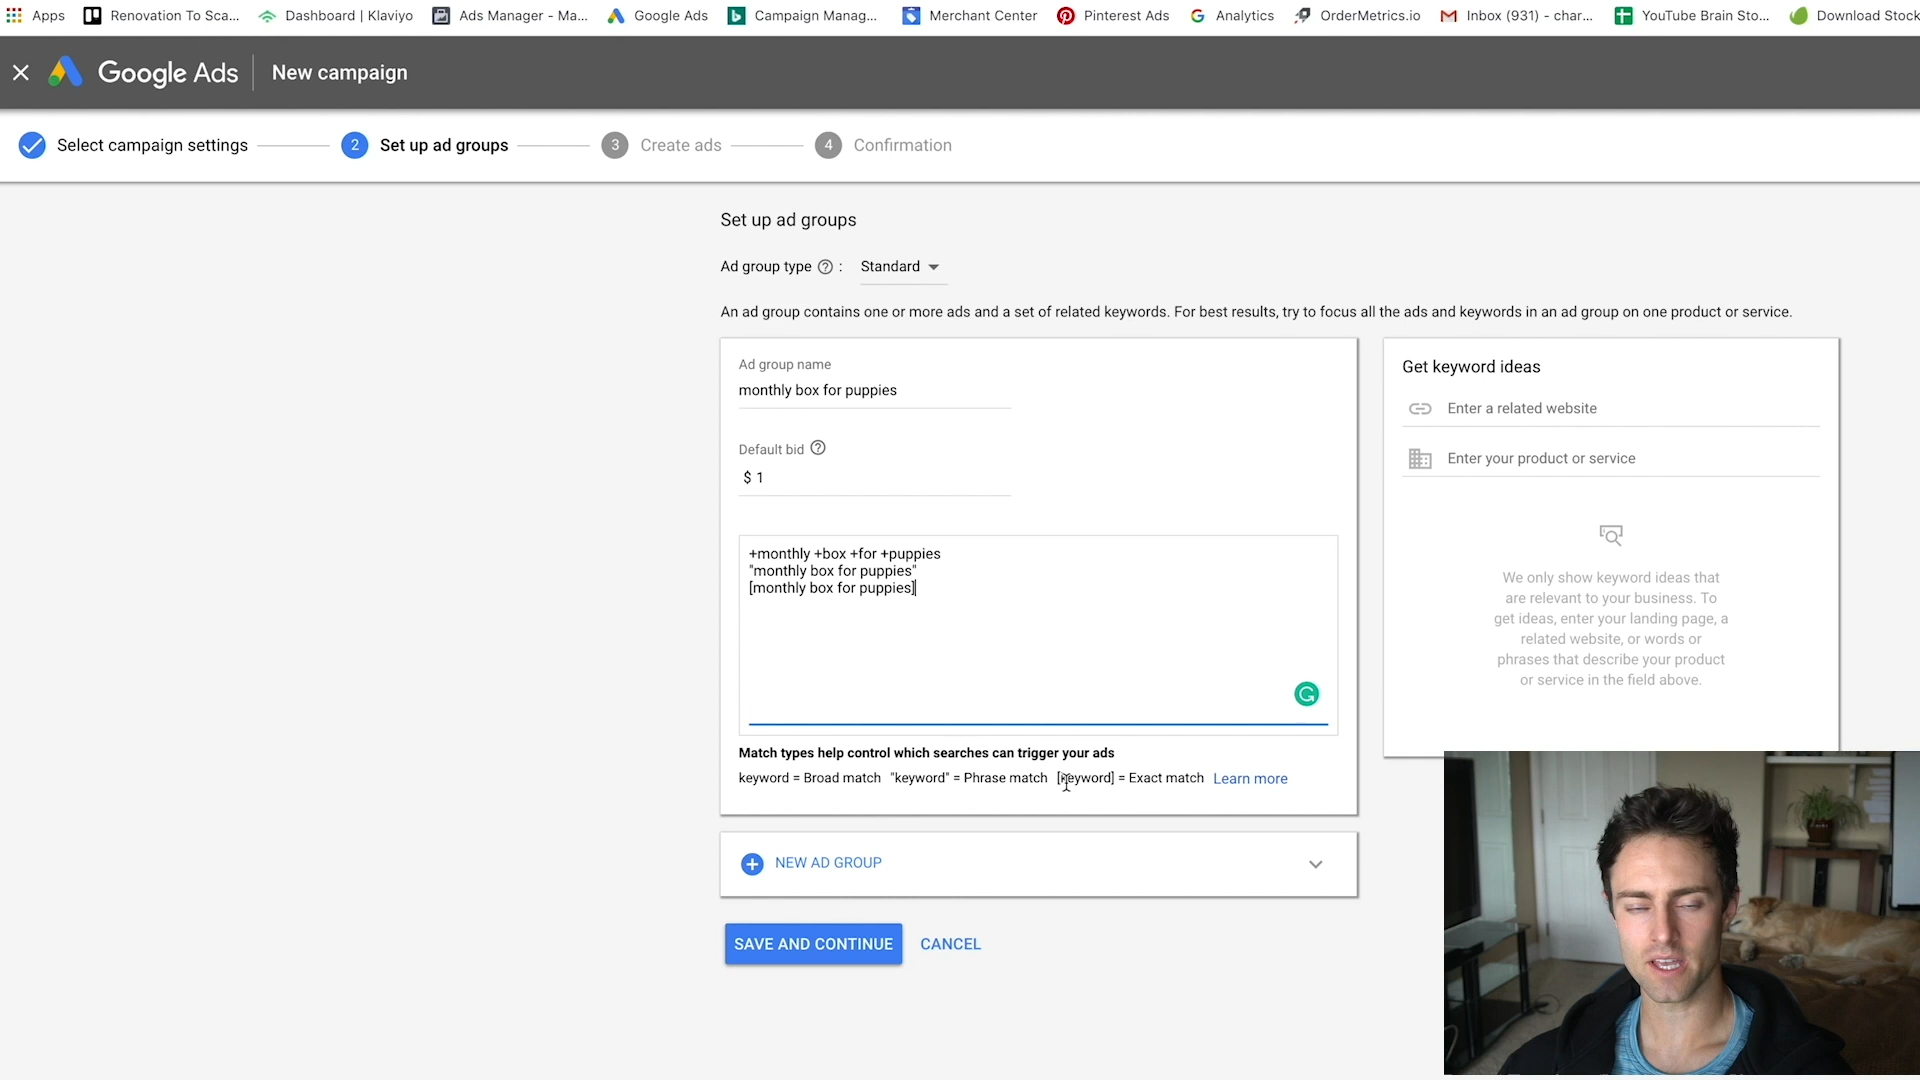 Apps Renovation To Sca... Dashboard | Klaviyo Ads Manager - Ma... Google Ads Campaign Manag... Merchant Center Pinterest Ads Analytics OrderMetrics.io Inbox (931) - char... YouTube Brain Sto... Download Stock
Google Ads New campaign
Select campaign settings 2 Set up ad groups 3 Create ads 4 Confirmation
Set up ad groups
Ad group type ? : Standard
An ad group contains one or more ads and a set of related keywords. For best results, try to focus all the ads and keywords in an ad group on one product or service.
Ad group name
monthly box for puppies
Default bid ?
$ 1
+monthly +box +for +puppies
"monthly box for puppies"
[monthly box for puppies]
Match types help control which searches can trigger your ads
keyword = Broad match "keyword" = Phrase match [keyword] = Exact match Learn more
NEW AD GROUP
SAVE AND CONTINUE CANCEL
Get keyword ideas
Enter a related website
Enter your product or service
We only show keyword ideas that
are relevant to your business. To
get ideas, enter your landing page, a
related website, or words or
phrases that describe your product
or service in the field above.